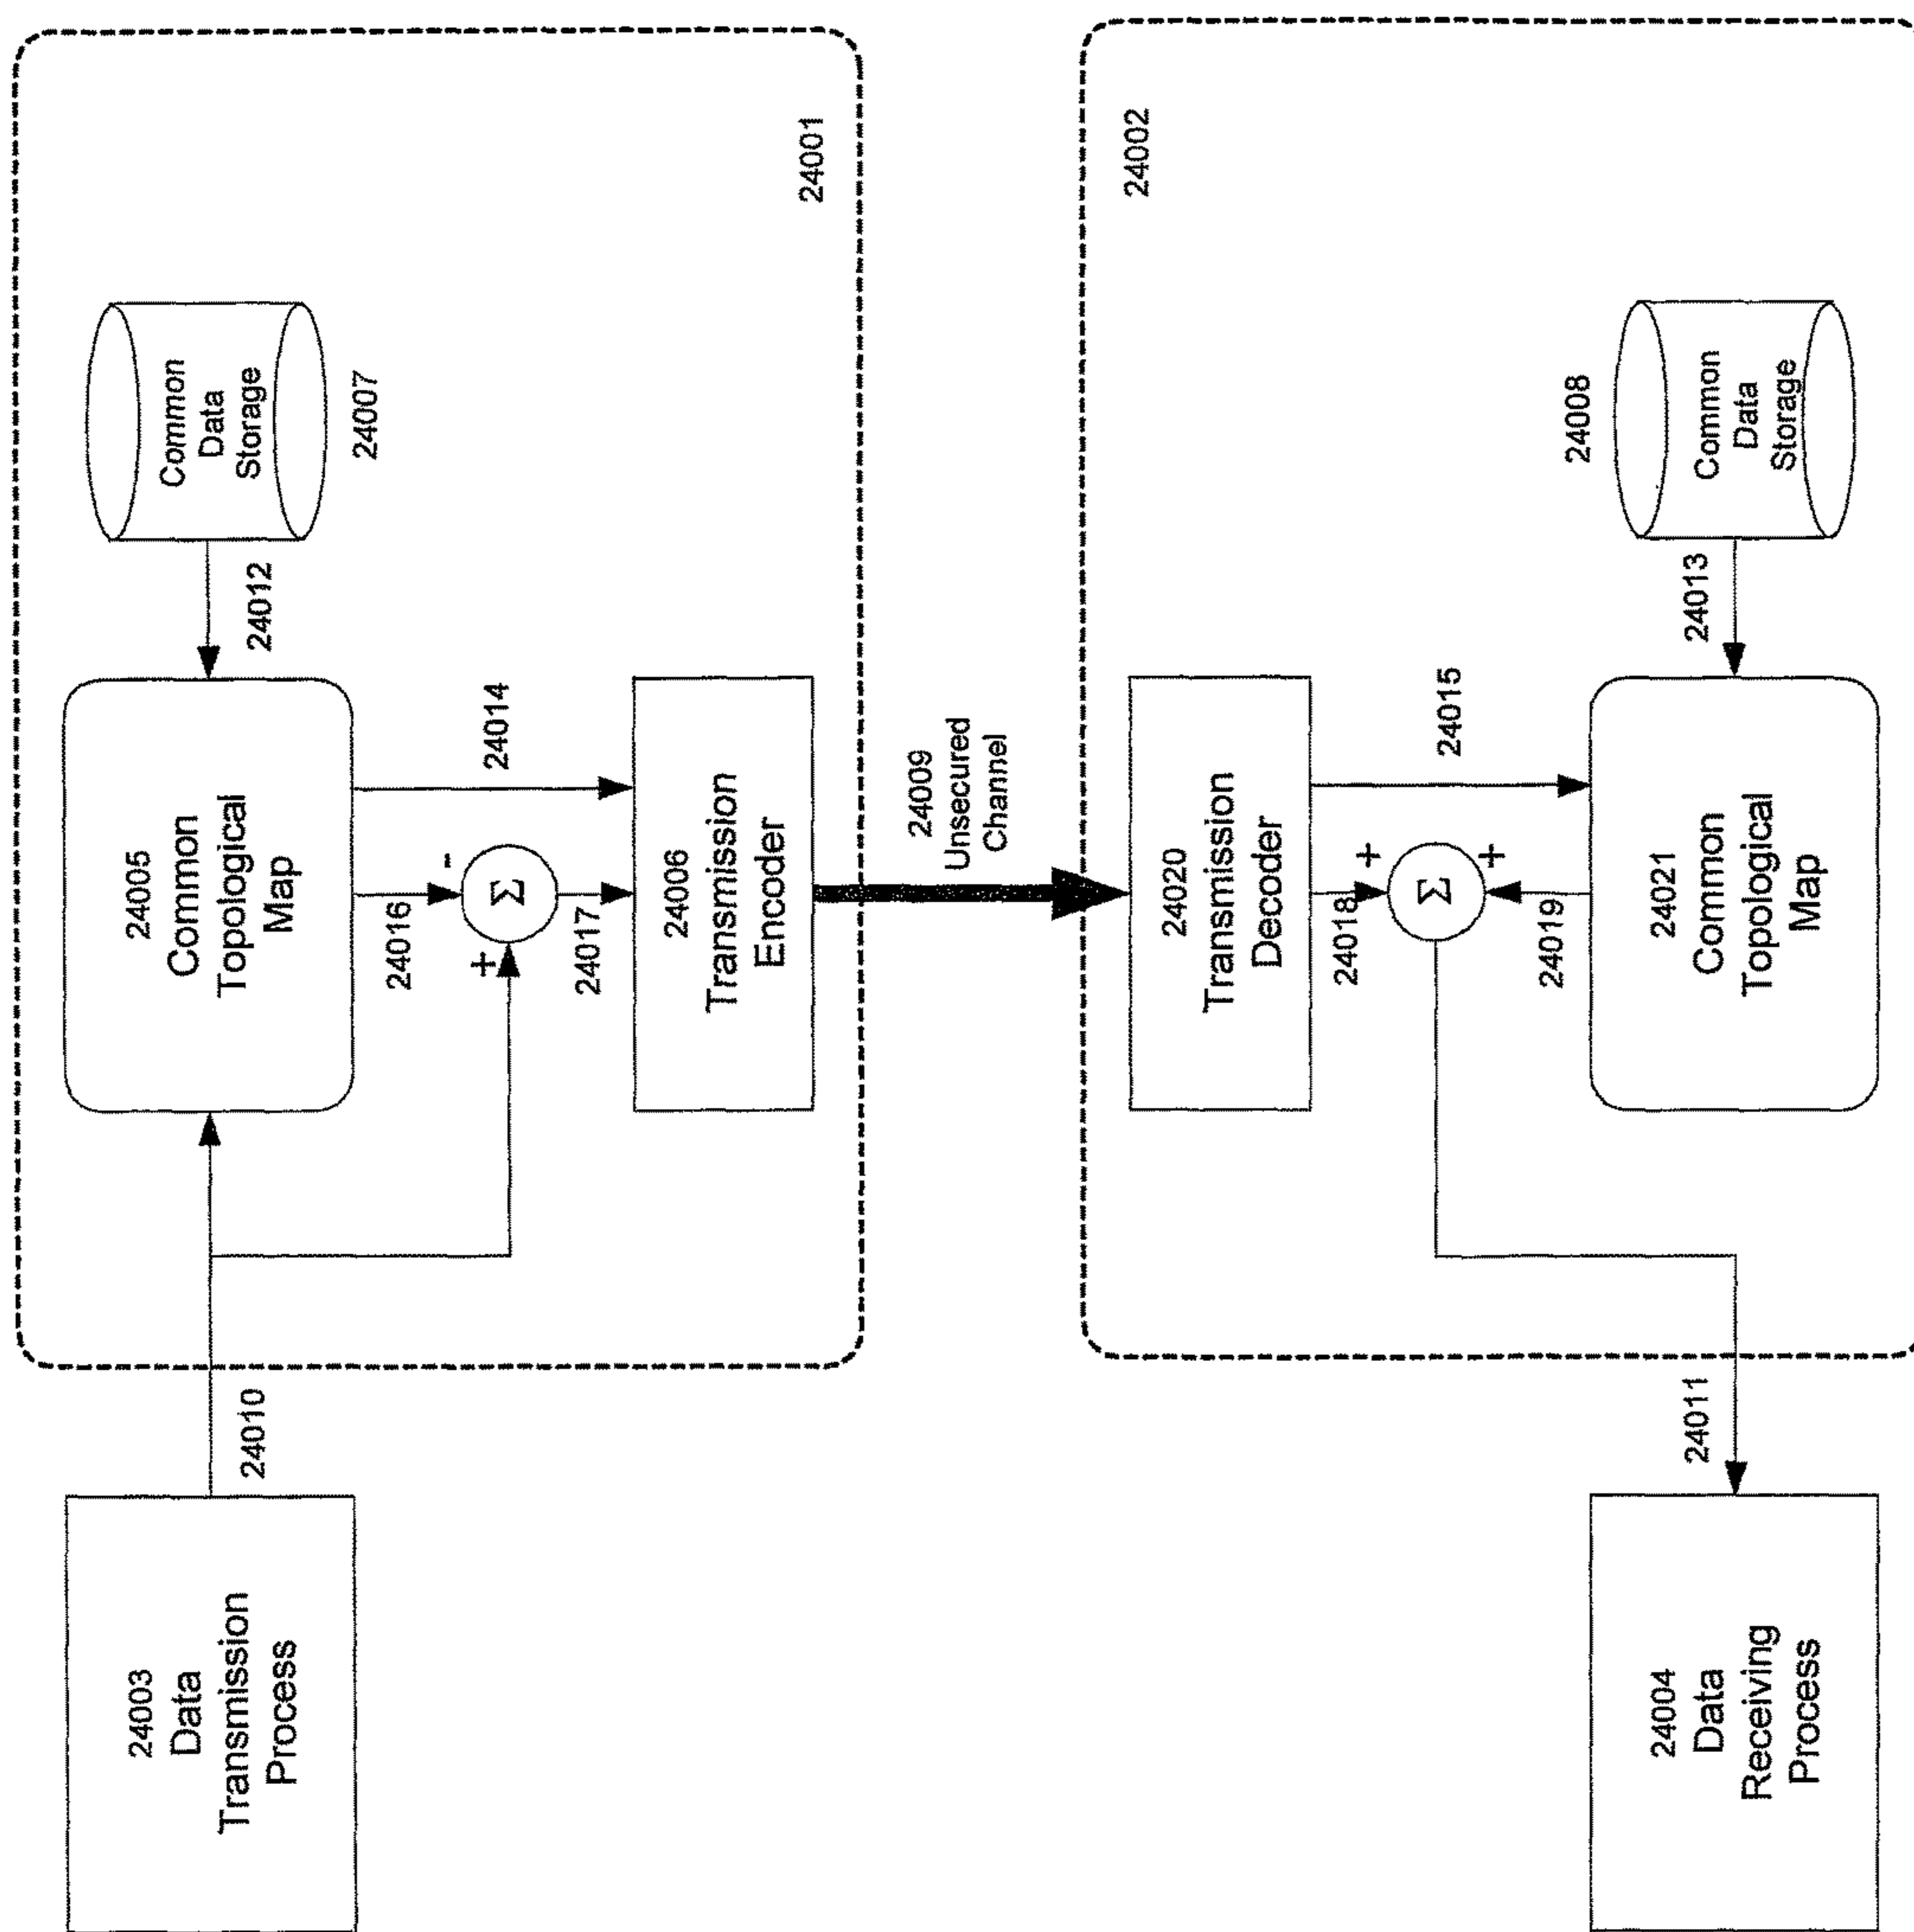 24003
Data
Transmission
Process
24010
24005
Common
Topological
Map
24012
Common
Data
Storage
24007
24016
-
24014
+
Σ
24017
24006
Transmission
Encoder
24001
24009
Unsecured
Channel
24002
24020
Transmission
Decoder
24018
+
24015
Σ
24019
+
24021
Common
Topological
Map
24013
24008
Common
Data
Storage
24011
24004
Data
Receiving
Process